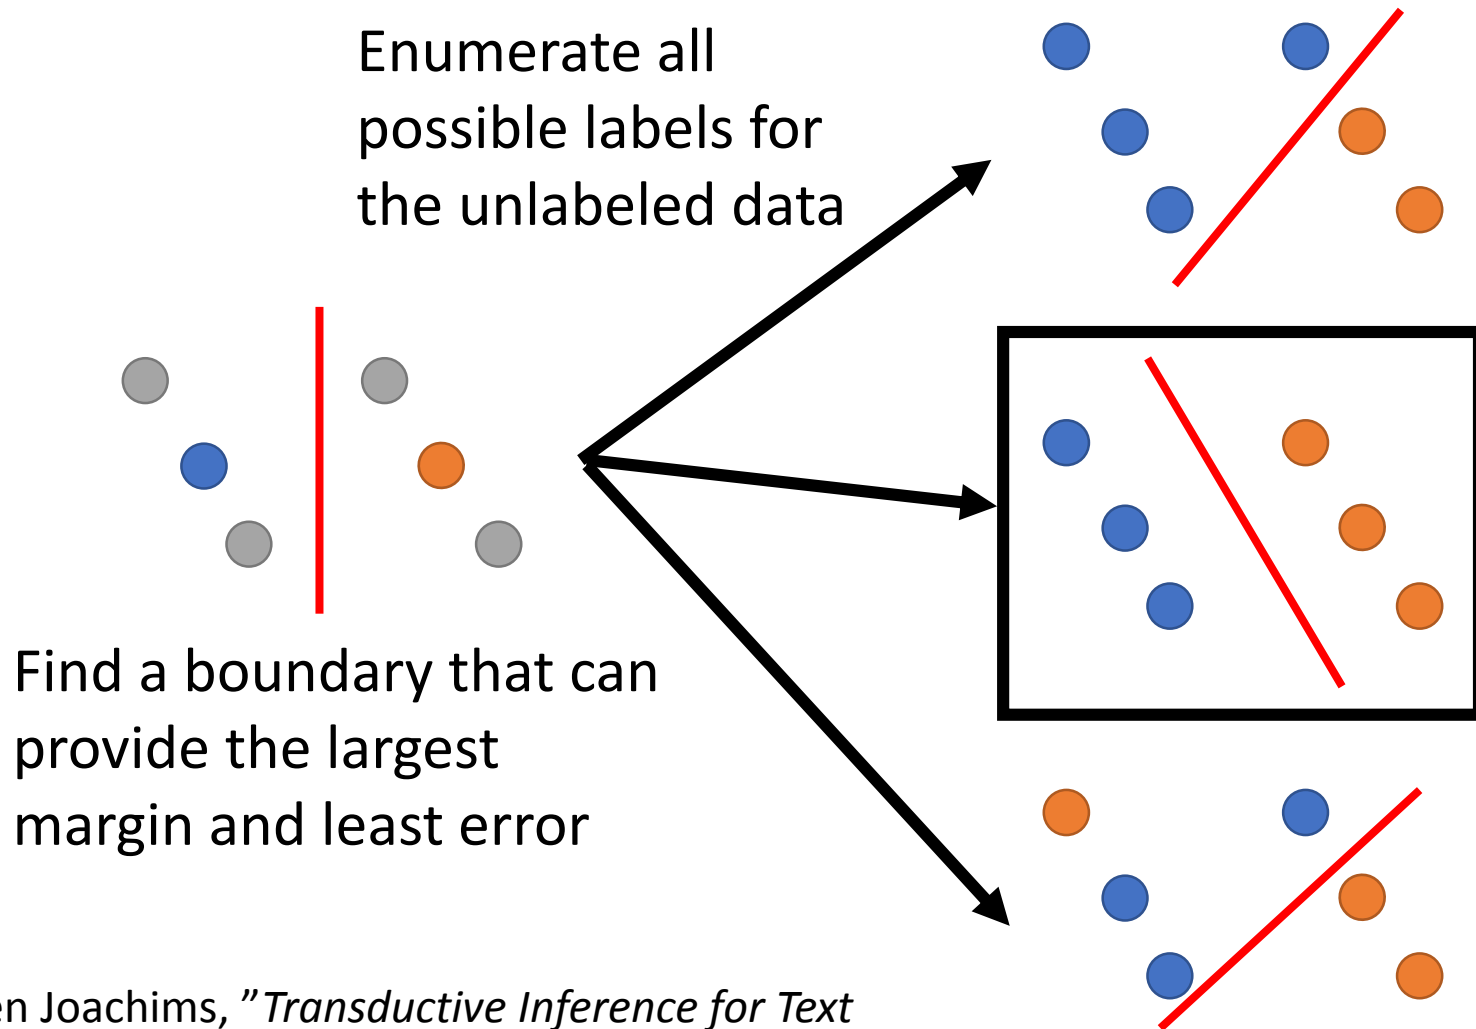 Enumerate all
possible labels for
the unlabeled data
Find a boundary that can
provide the largest
margin and least error
en Joachims, ”Transductive Inference for Text